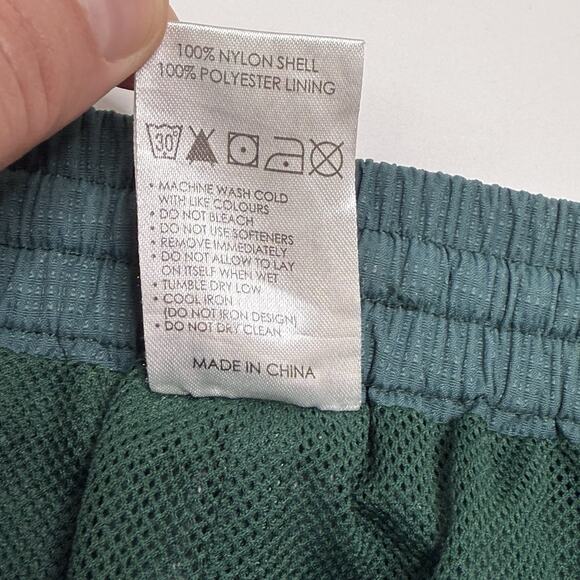 100% NYLON SHELL
100% POLYESTER LINING
30°
• MACHINE WASH COLD
WITH LIKE COLOURS
• DO NOT BLEACH
• DO NOT USE SOFTENERS
• REMOVE IMMEDIATELY
• DO NOT ALLOW TO LAY
ON ITSELF WHEN WET
• TUMBLE DRY LOW
• COOL IRON
(DO NOT IRON DESIGN)
• DO NOT DRY CLEAN
MADE IN CHINA